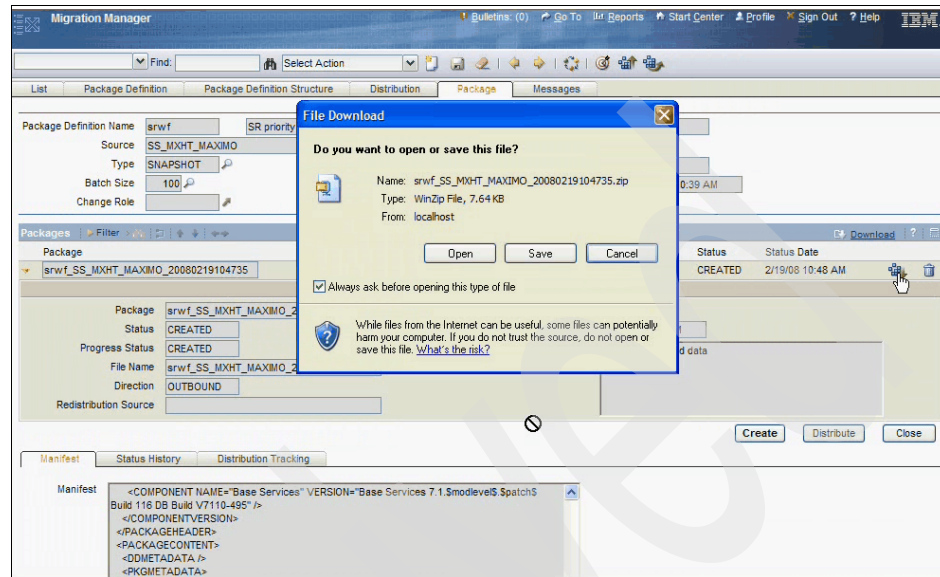 Migration Manager
Bulletins: (0) Go To Reports Start Center Profile Sign Out ? Help IBM
Find: Select Action
List Package Definition Package Definition Structure Distribution Package Messages
Package Definition Name srwf SR priority
Source SS_MXHT_MAXIMO
Type SNAPSHOT
Batch Size 100 0:39 AM
Change Role
File Download
Do you want to open or save this file?
Name: srwf_SS_MXHT_MAXIMO_20080219104735.zip
Type: WinZip File, 7.64 KB
From: localhost
Open Save Cancel
Always ask before opening this type of file
While files from the Internet can be useful, some files can potentially
harm your computer. If you do not trust the source, do not open or
save this file. What's the risk?
Packages Filter Download ?
Package Status Status Date
srwf_SS_MXHT_MAXIMO_20080219104735 CREATED 2/19/08 10:48 AM
Package srwf_SS_MXHT_MAXIMO_2
Status CREATED
Progress Status CREATED d data
File Name srwf_SS_MXHT_MAXIMO_2
Direction OUTBOUND
Redistribution Source
Create Distribute Close
Manifest Status History Distribution Tracking
Manifest <COMPONENT NAME="Base Services" VERSION="Base Services 7.1.$modlevel$.$patch$
Build 116 DB Build V7110-495" />
</COMPONENTVERSION>
</PACKAGEHEADER>
<PACKAGECONTENT>
<DDMETADATA />
<PKGMETADATA>